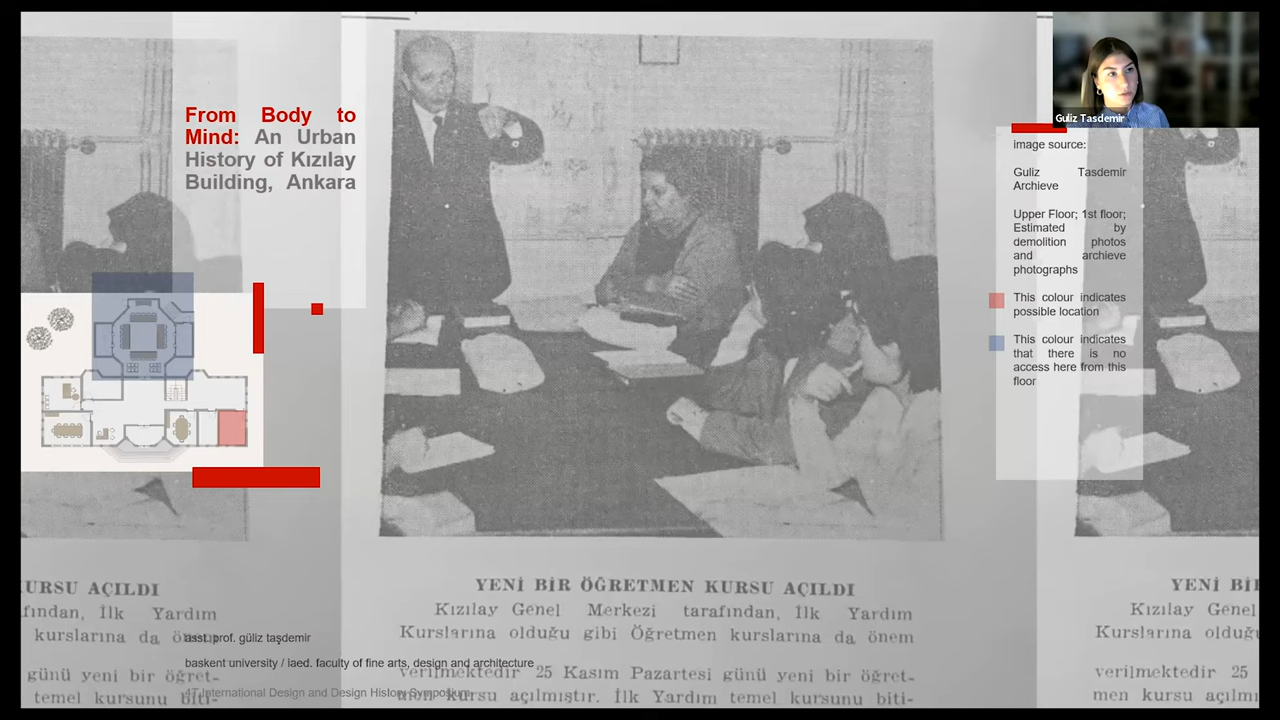 From Body to
Mind: An Urban
History of Kızılay
Building, Ankara
Guliz Tasdemir
image source:
Guliz Tasdemir
Archieve
Upper Floor; 1st floor;
Estimated by
demolition photos
and archieve
photographs
This colour indicates
possible location
This colour indicates
that there is no
access here from this
floor
URSU AÇILDI
fından, İlk Yardım
kurslarına da
günü yeni bir öğret-
temel kursunu biti-
YENİ BİR ÖĞRETMEN KURSU AÇILDI
Kızılay Genel Merkezi tarafından, İlk Yardım
Kurslarına olduğu gibi Öğretmen kurslarına da önem
verilmektedir 25 Kasım Pazartesi günü yeni bir öğret-
men kursu açılmıştır. İlk Yardım temel kursunu biti-
YENİ Bİ
Kızılay Gene
Kurslarına olduğu
verilmektedir 25
men kursu açılm
asst. prof. güliz taşdemir
baskent university / iaed. faculty of fine arts, design and architecture
4T International Design and Design History Symposium